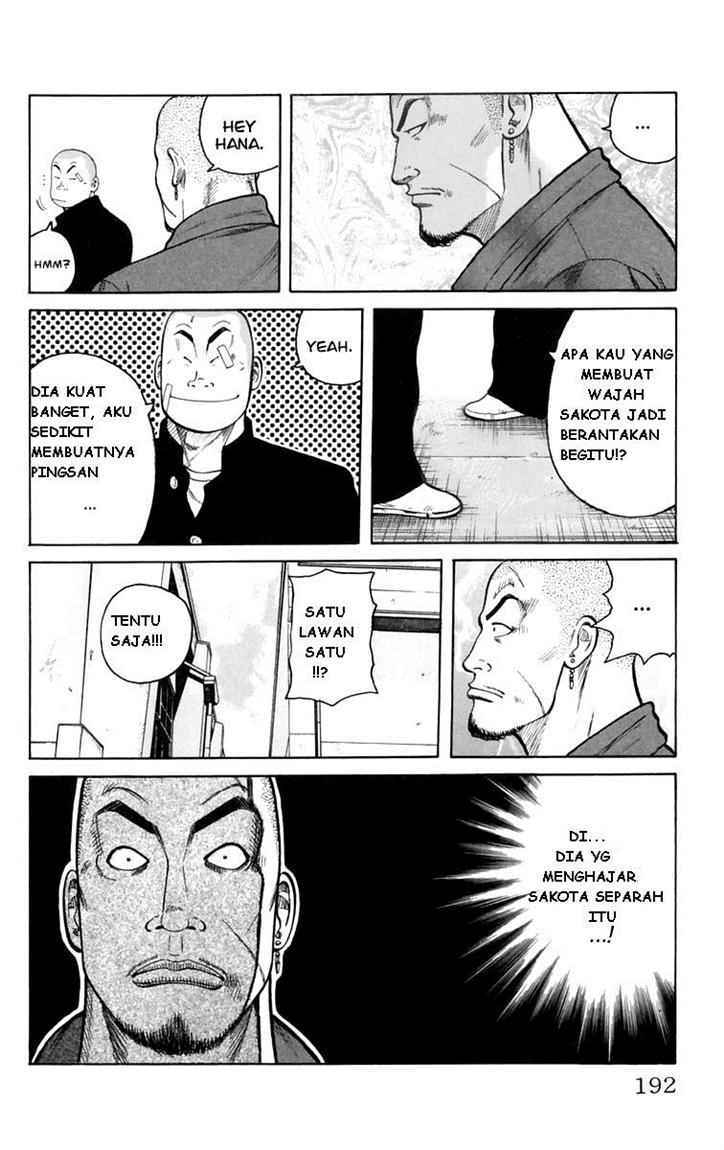 ...
HEY
HANA.
HMM?
APA KAU YANG
MEMBUAT
WAJAH
SAKOTA JADI
BERANTAKAN
BEGITU!?
YEAH.
DIA KUAT
BANGET, AKU
SEDIKIT
MEMBUATNYA
PINGSAN
...
...
SATU
LAWAN
SATU
!!?
TENTU
SAJA!!!
DI...
DIA YG
MENGHAJAR
SAKOTA SEPARAH
ITU
...!
192